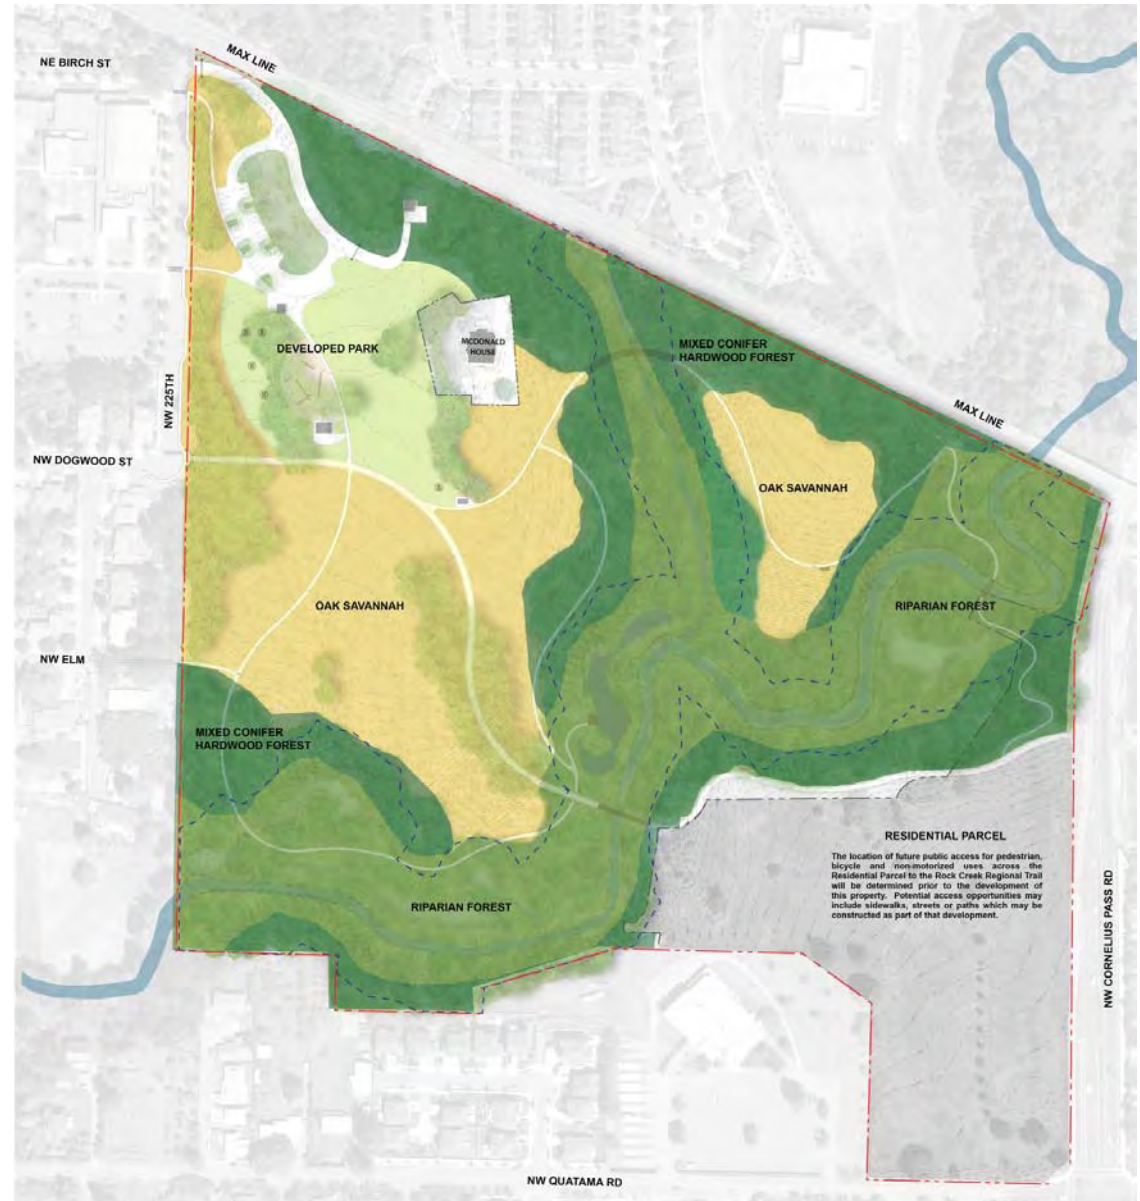 NE BIRCH ST
MAX LINE
MCDONALD
HOUSE
DEVELOPED PARK
MIXED CONIFER
HARDWOOD FOREST
NW 225TH
MAX LINE
NW DOGWOOD ST
OAK SAVANNAH
OAK SAVANNAH
RIPARIAN FOREST
NW ELM
MIXED CONIFER
HARDWOOD FOREST
RESIDENTIAL PARCEL
The location of future public access for pedestrian,
bicycle and non-motorized uses across the
Residential Parcel to the Rock Creek Regional Trail
will be determined prior to the development of
this property. Potential access opportunities may
include sidewalks, streets or paths which may be
constructed as part of that development.
RIPARIAN FOREST
NW CORNELIUS PASS RD
NW QUATAMA RD